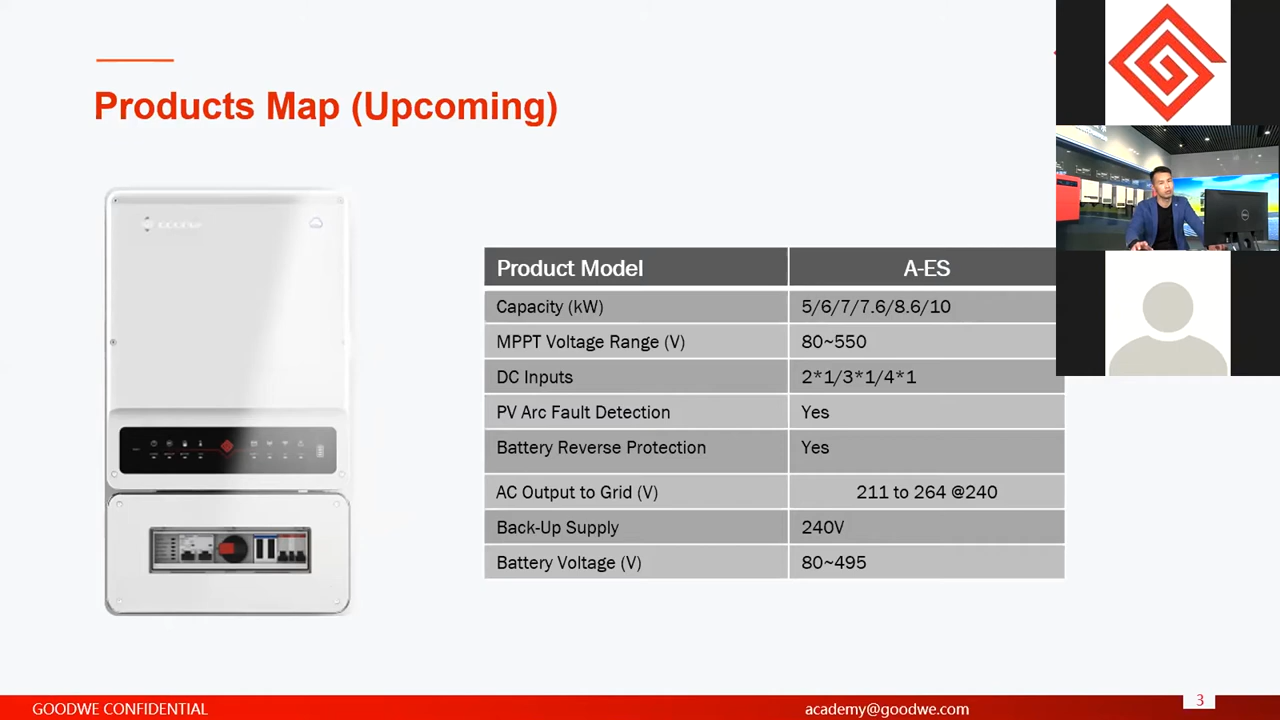 Products Map (Upcoming)
Product Model A-ES
Capacity (kW) 5/6/7/7.6/8.6/10
MPPT Voltage Range (V) 80~550
DC Inputs 2*1/3*1/4*1
PV Arc Fault Detection Yes
Battery Reverse Protection Yes
AC Output to Grid (V) 211 to 264 @240
Back-Up Supply 240V
Battery Voltage (V) 80~495
GOODWE CONFIDENTIAL academy@goodwe.com 3